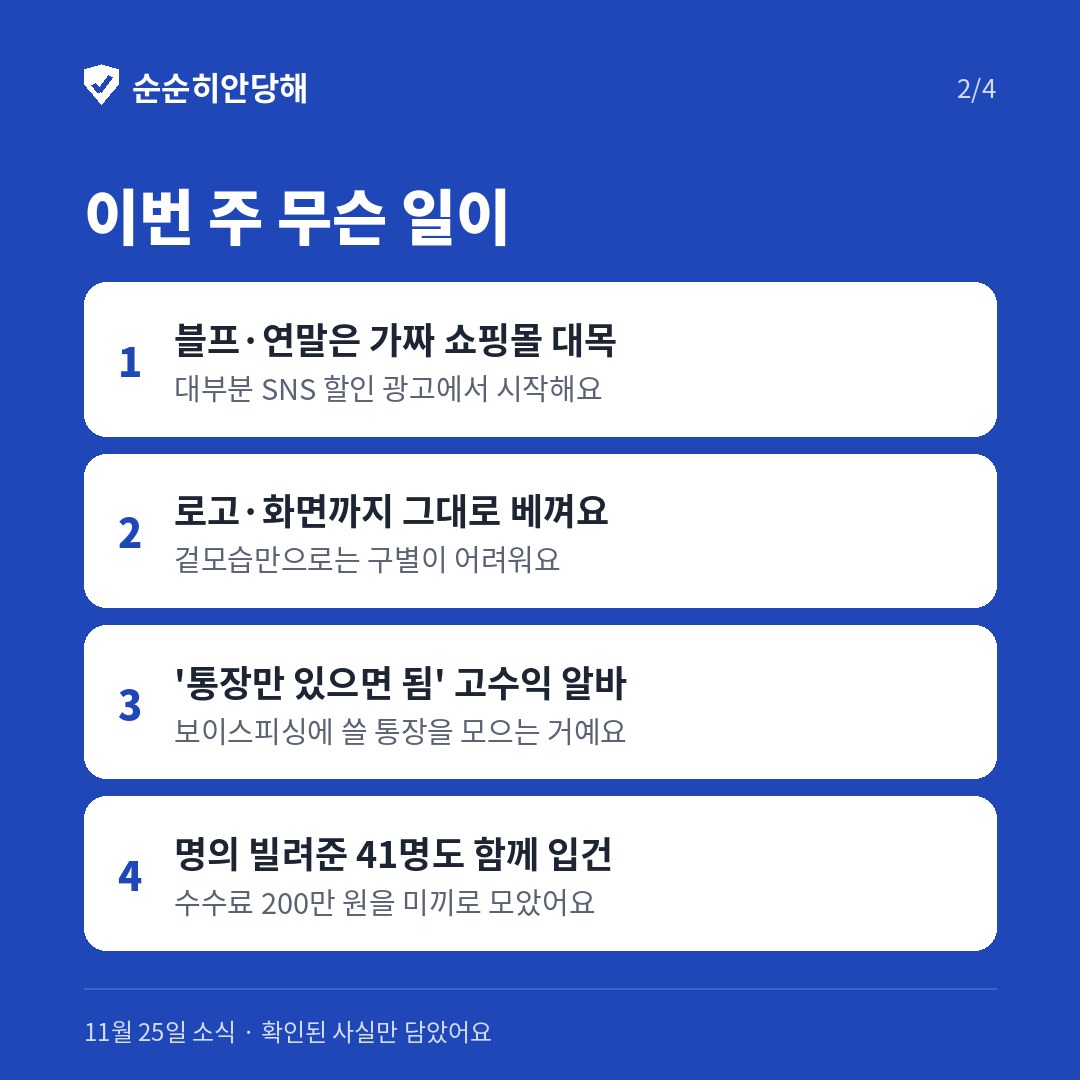 순순히안당해
2/4
이번 주 무슨 일이
1
블프·연말은 가짜 쇼핑몰 대목
대부분 SNS 할인 광고에서 시작해요
2
로고·화면까지 그대로 베껴요
겉모습만으로는 구별이 어려워요
3
'통장만 있으면 됨' 고수익 알바
보이스피싱에 쓸 통장을 모으는 거예요
4
명의 빌려준 41명도 함께 입건
수수료 200만 원을 미끼로 모았어요
11월 25일 소식 · 확인된 사실만 담았어요